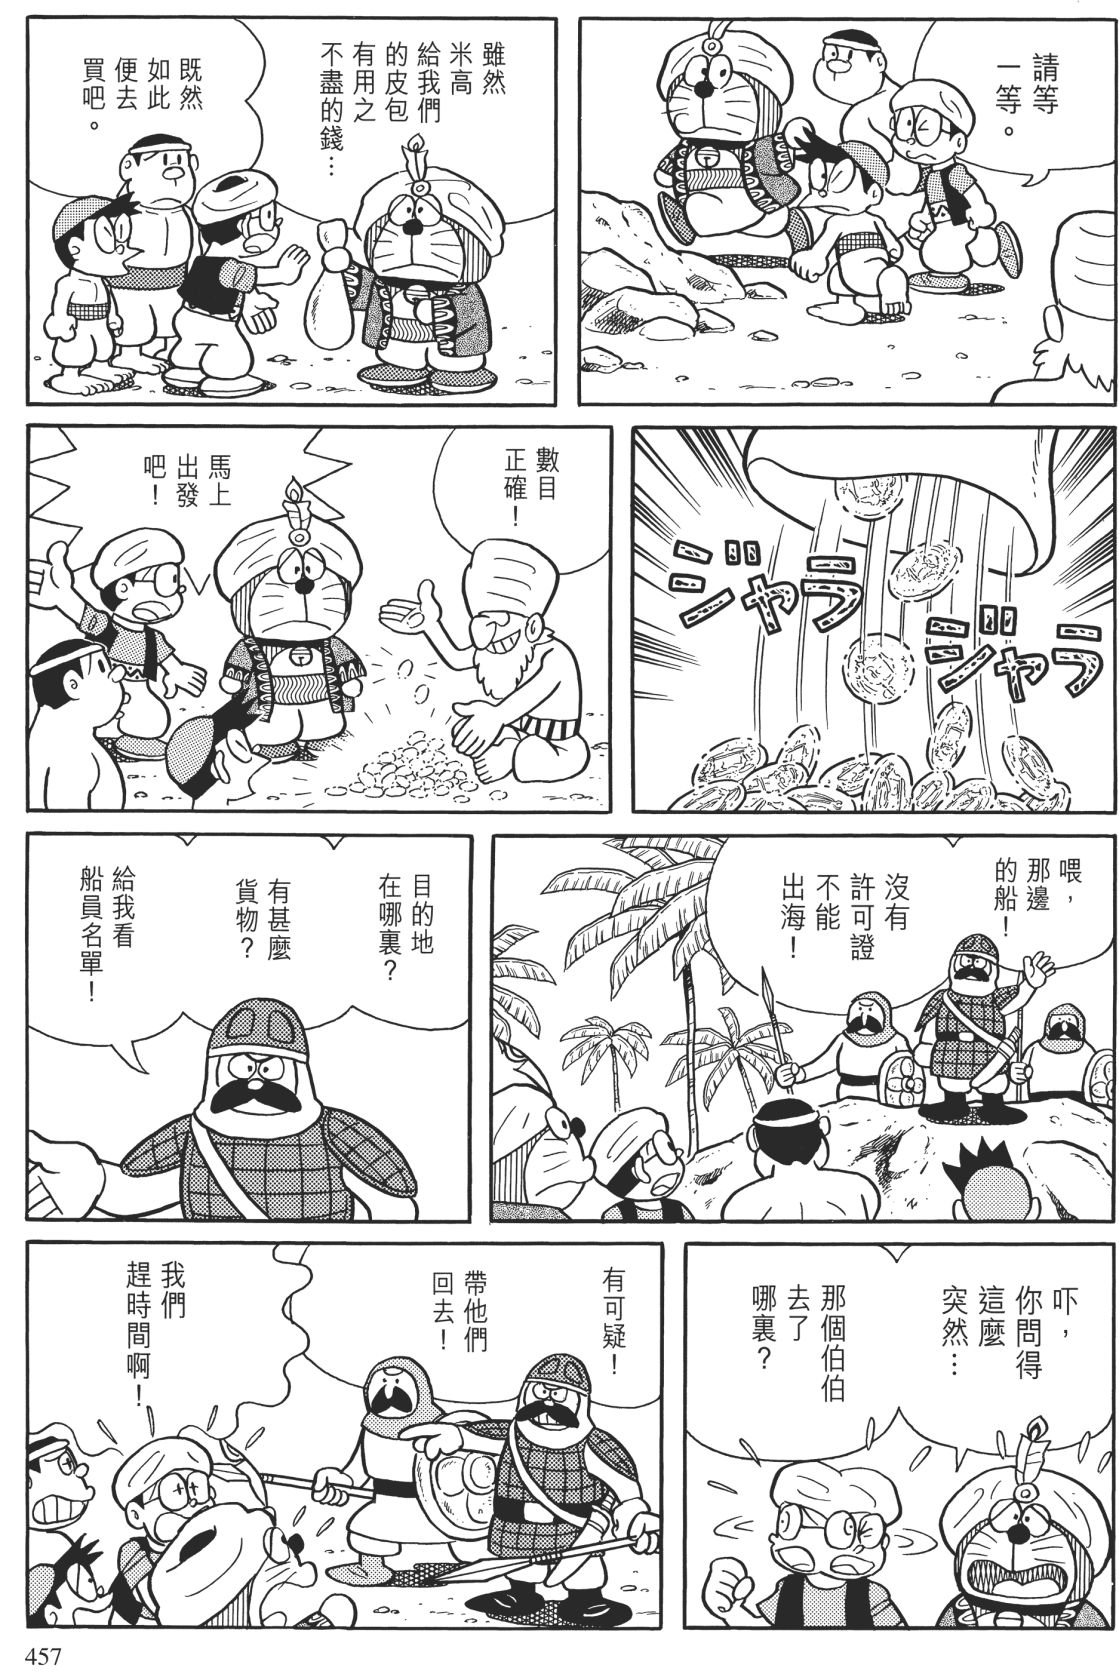 請等
一等。
雖然
米高
給我們
的皮包
有用之
不盡的錢…
既然
如此
便去
買吧。
ジャラ
ジャラ
數目
正確！
馬上
出發
吧！
喂，
那邊
的船！
沒有
許可證
不能
出海！
目的地
在哪裏？
有甚麼
貨物？
給我看
船員名單！
吓，
你問得
這麼
突然…
那個伯伯
去了
哪裏？
有可疑！
帶他們
回去！
我們
趕時間啊！
457